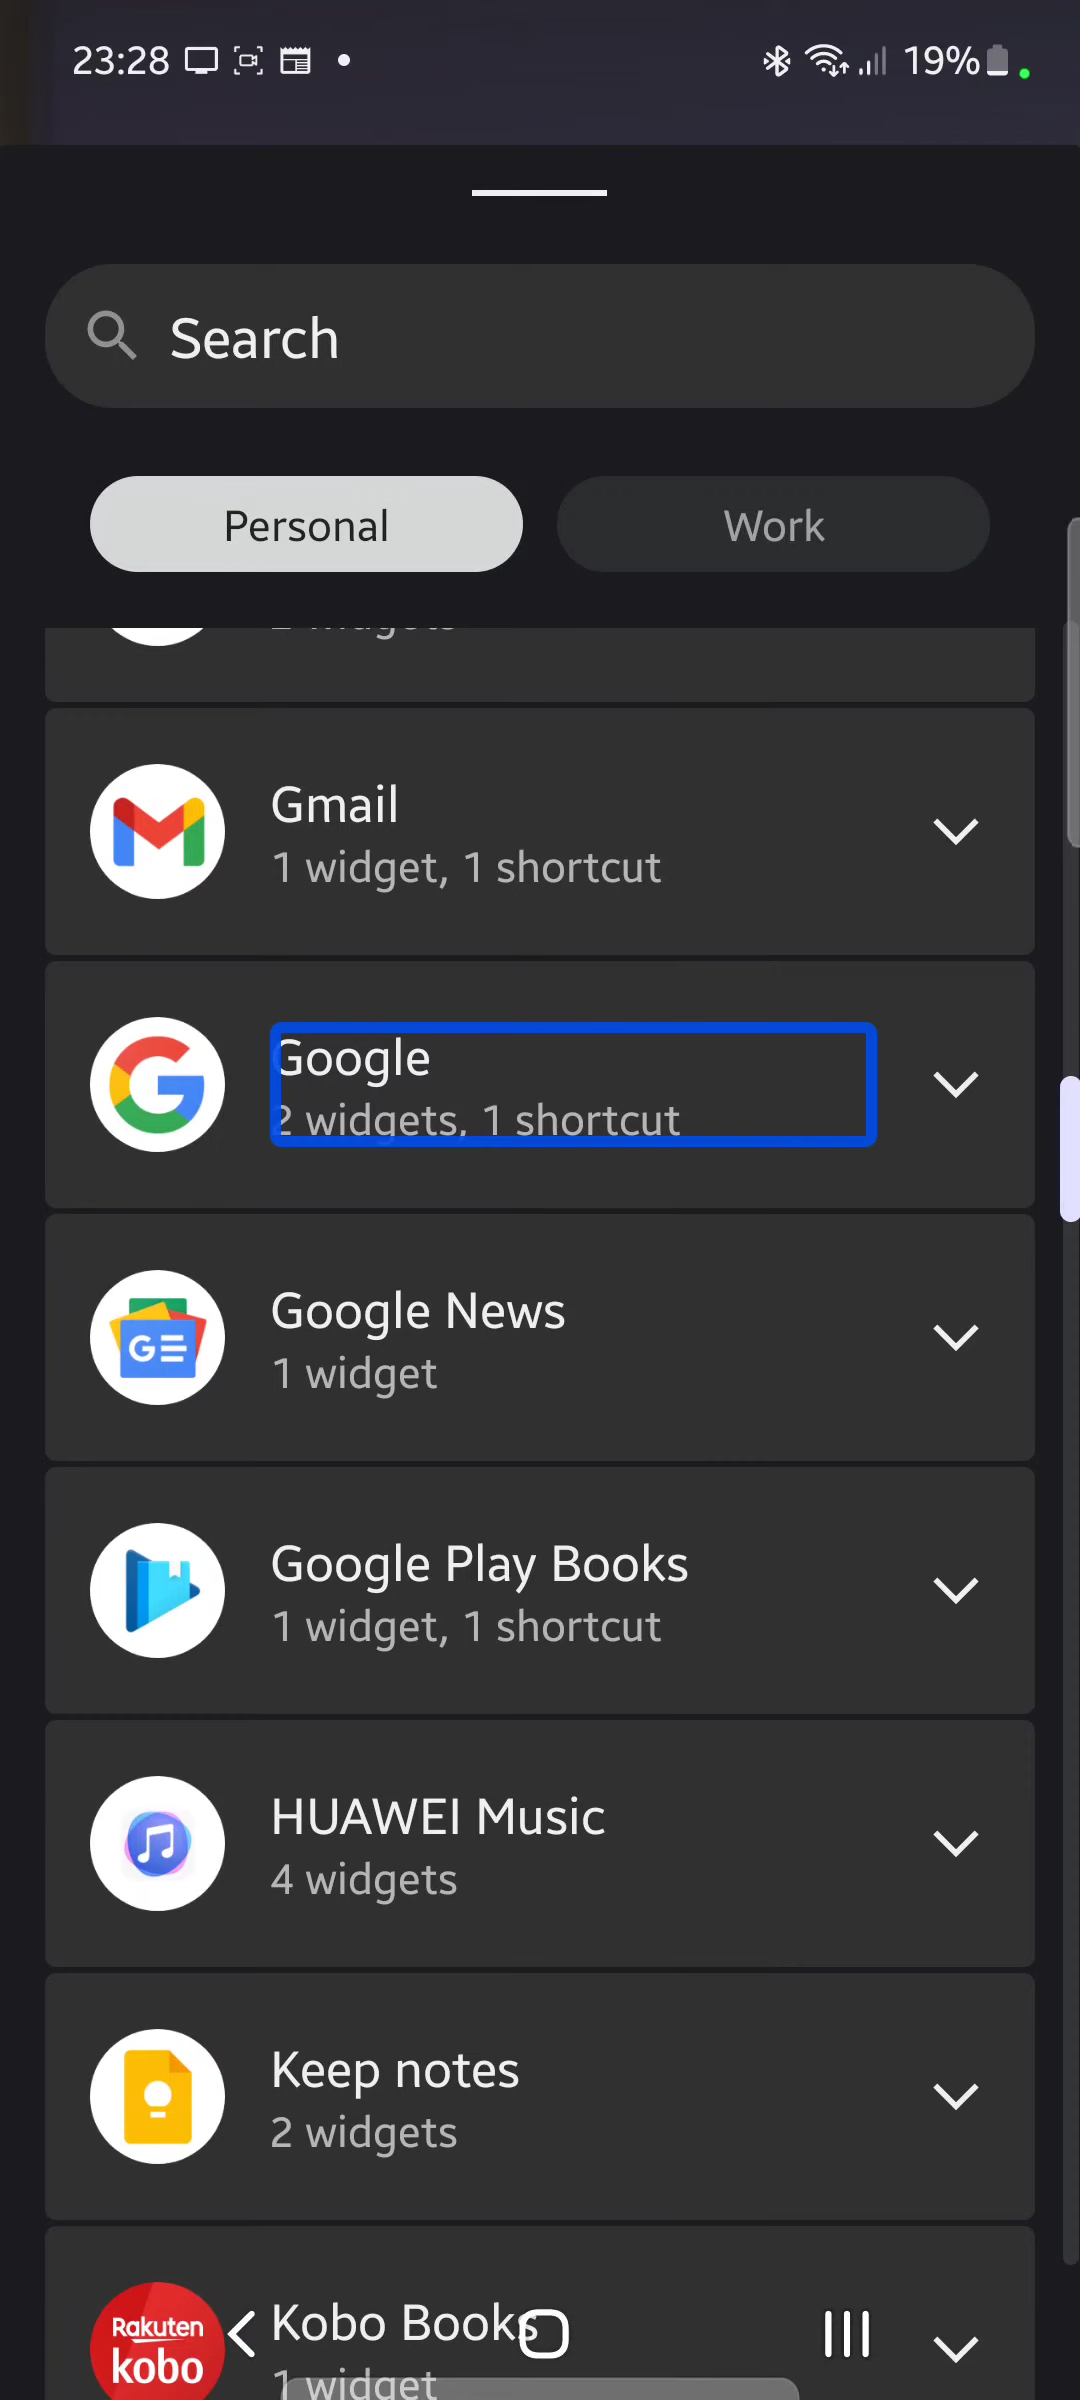 23:28
19%
Search
Personal
Work
2 widgets
Gmail
1 widget, 1 shortcut
Google
2 widgets, 1 shortcut
Google News
1 widget
Google Play Books
1 widget, 1 shortcut
HUAWEI Music
4 widgets
Keep notes
2 widgets
Rakuten
kobo
Kobo Books
1 widget